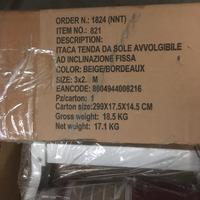 ORDER N.: 1824 (NNT)
ITEM NO.: 821
DESCRIPTION:
ITACA TENDA DA SOLE AVVOLGIBILE
AD INCLINAZIONE FISSA
COLOR: BEIGE/BORDEAUX
SIZE: 3x2. M
EANCODE: 8004944008216
Pz/carton: 1
Carton size:299X17.5X14.5 CM
Gross weight: 18.5 KG
Net weight: 17.1 KG